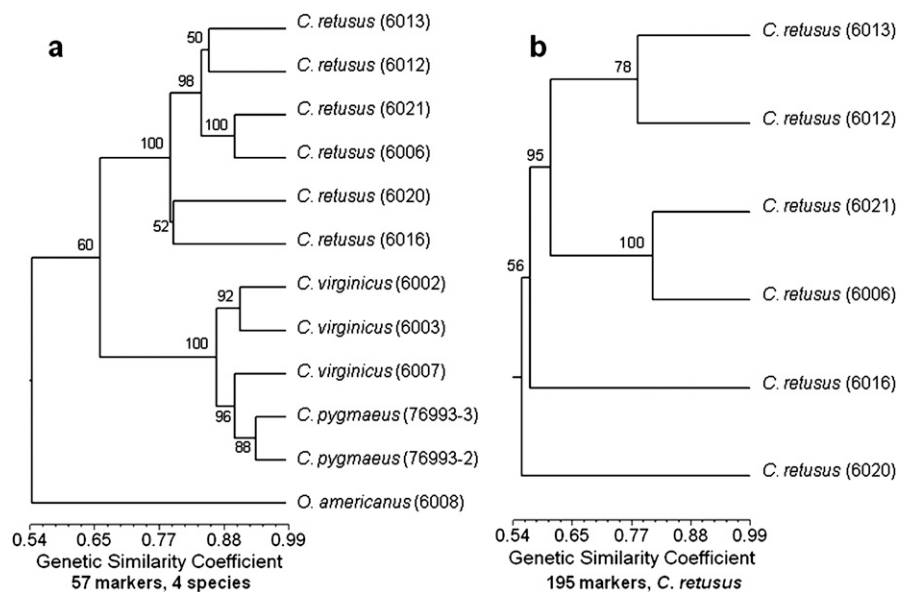 a
C. retusus (6013)
50
C. retusus (6012)
98
C. retusus (6021)
100
C. retusus (6006)
100
C. retusus (6020)
52
C. retusus (6016)
60
C. virginicus (6002)
92
C. virginicus (6003)
100
C. virginicus (6007)
96
C. pygmaeus (76993-3)
88
C. pygmaeus (76993-2)
O. americanus (6008)
0.54 0.65 0.77 0.88 0.99
Genetic Similarity Coefficient
57 markers, 4 species
b
C. retusus (6013)
78
C. retusus (6012)
95
C. retusus (6021)
100
56
C. retusus (6006)
C. retusus (6016)
C. retusus (6020)
0.54 0.65 0.77 0.88 0.99
Genetic Similarity Coefficient
195 markers, C. retusus